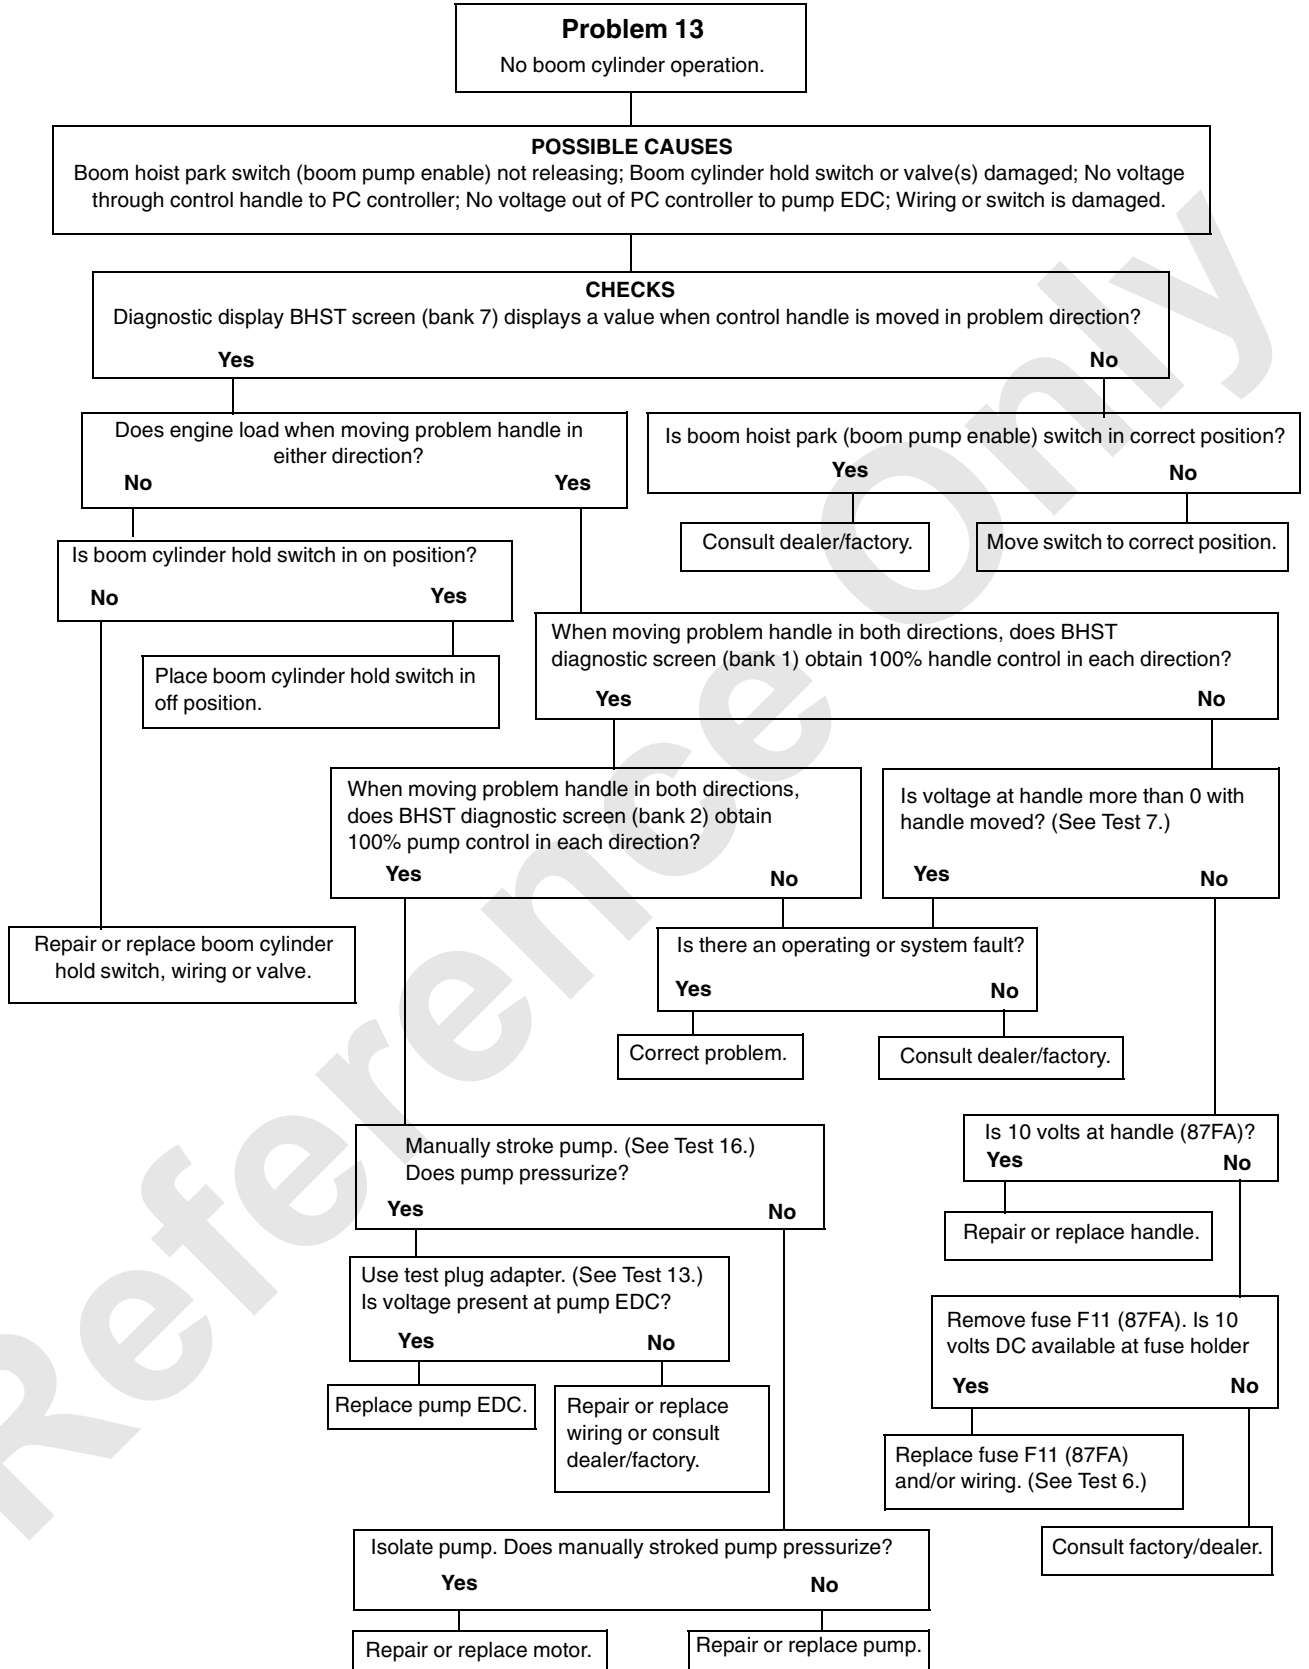 Problem 13
No boom cylinder operation.
POSSIBLE CAUSES
Boom hoist park switch (boom pump enable) not releasing; Boom cylinder hold switch or valve(s) damaged; No voltage
through control handle to PC controller; No voltage out of PC controller to pump EDC; Wiring or switch is damaged.
CHECKS
Diagnostic display BHST screen (bank 7) displays a value when control handle is moved in problem direction?
Yes
No
Does engine load when moving problem handle in
either direction?
No
Yes
Is boom hoist park (boom pump enable) switch in correct position?
Yes
No
Consult dealer/factory.
Move switch to correct position.
Is boom cylinder hold switch in on position?
No
Yes
Place boom cylinder hold switch in
off position.
When moving problem handle in both directions, does BHST
diagnostic screen (bank 1) obtain 100% handle control in each direction?
Yes
No
When moving problem handle in both directions,
does BHST diagnostic screen (bank 2) obtain
100% pump control in each direction?
Yes
No
Is voltage at handle more than 0 with
handle moved? (See Test 7.)
Yes
No
Repair or replace boom cylinder
hold switch, wiring or valve.
Is there an operating or system fault?
Yes
No
Correct problem.
Consult dealer/factory.
Manually stroke pump. (See Test 16.)
Does pump pressurize?
Yes
No
Is 10 volts at handle (87FA)?
Yes
No
Repair or replace handle.
Use test plug adapter. (See Test 13.)
Is voltage present at pump EDC?
Yes
No
Remove fuse F11 (87FA). Is 10
volts DC available at fuse holder
Yes
No
Replace pump EDC.
Repair or replace
wiring or consult
dealer/factory.
Replace fuse F11 (87FA)
and/or wiring. (See Test 6.)
Consult factory/dealer.
Isolate pump. Does manually stroked pump pressurize?
Yes
No
Repair or replace motor.
Repair or replace pump.
Reference Only